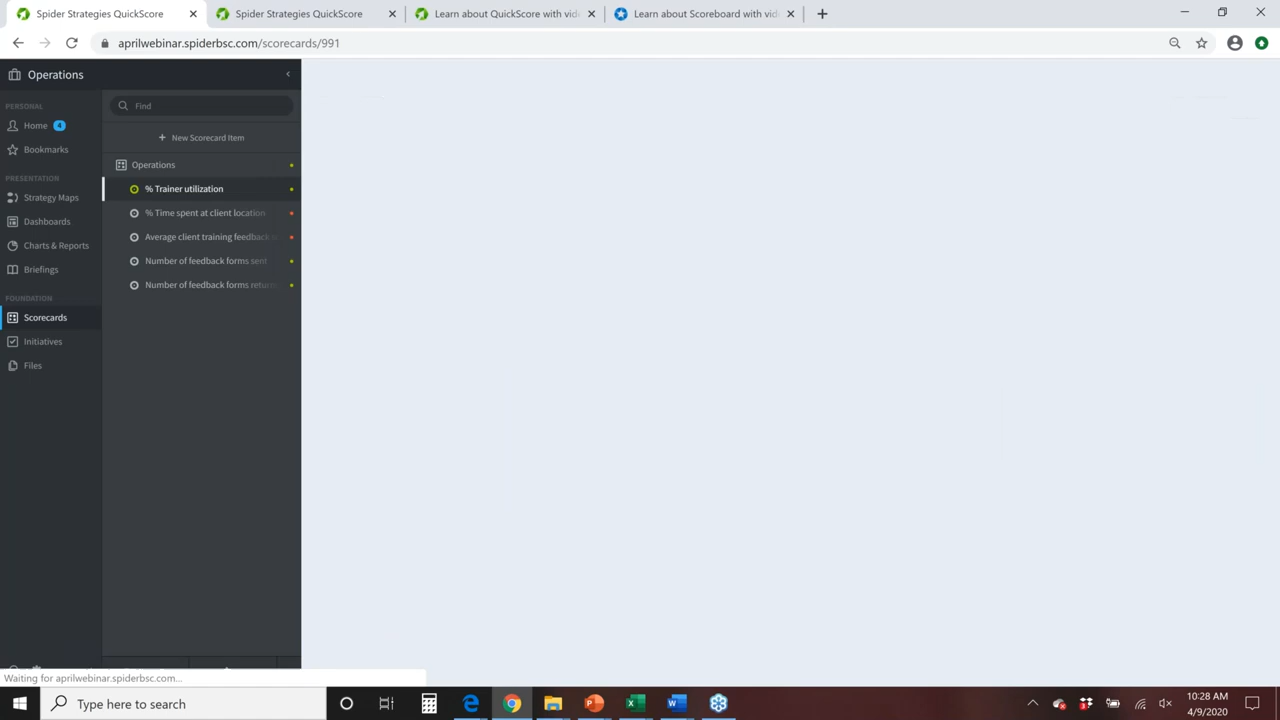 Spider Strategies QuickScore
Spider Strategies QuickScore
Learn about QuickScore with vide
Learn about Scoreboard with vide
aprilwebinar.spiderbsc.com/scorecards/991
Operations
PERSONAL
Home 4
Bookmarks
PRESENTATION
Strategy Maps
Dashboards
Charts & Reports
Briefings
FOUNDATION
Scorecards
Initiatives
Files
Find
+ New Scorecard Item
Operations
% Trainer utilization
% Time spent at client location
Average client training feedback
Number of feedback forms sent
Number of feedback forms return
Waiting for aprilwebinar.spiderbsc.com...
Type here to search
10:28 AM
4/9/2020